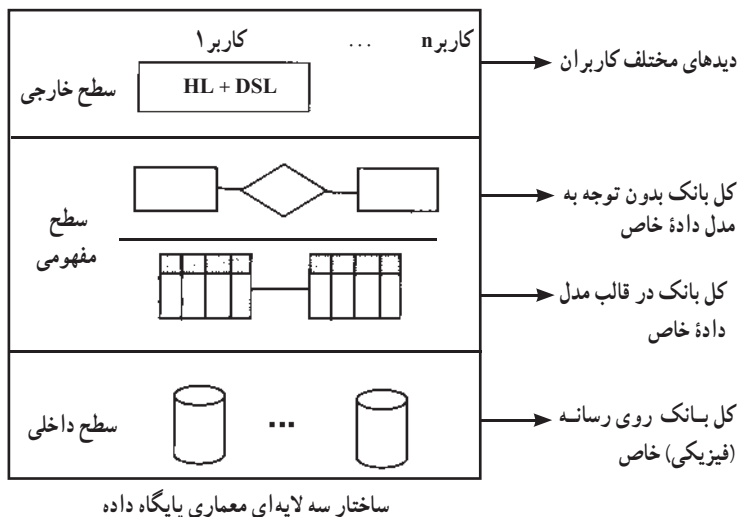 کاربر ۱ ... کاربر n
HL + DSL
سطح خارجی
دیدهای مختلف کاربران
سطح
مفهومی
کل بانک بدون توجه به
مدل دادهٔ خاص
کل بانک در قالب مدل
دادهٔ خاص
سطح داخلی
...
کل بانک روی رسانه
(فیزیکی) خاص
ساختار سه لایه‌ای معماری پایگاه داده